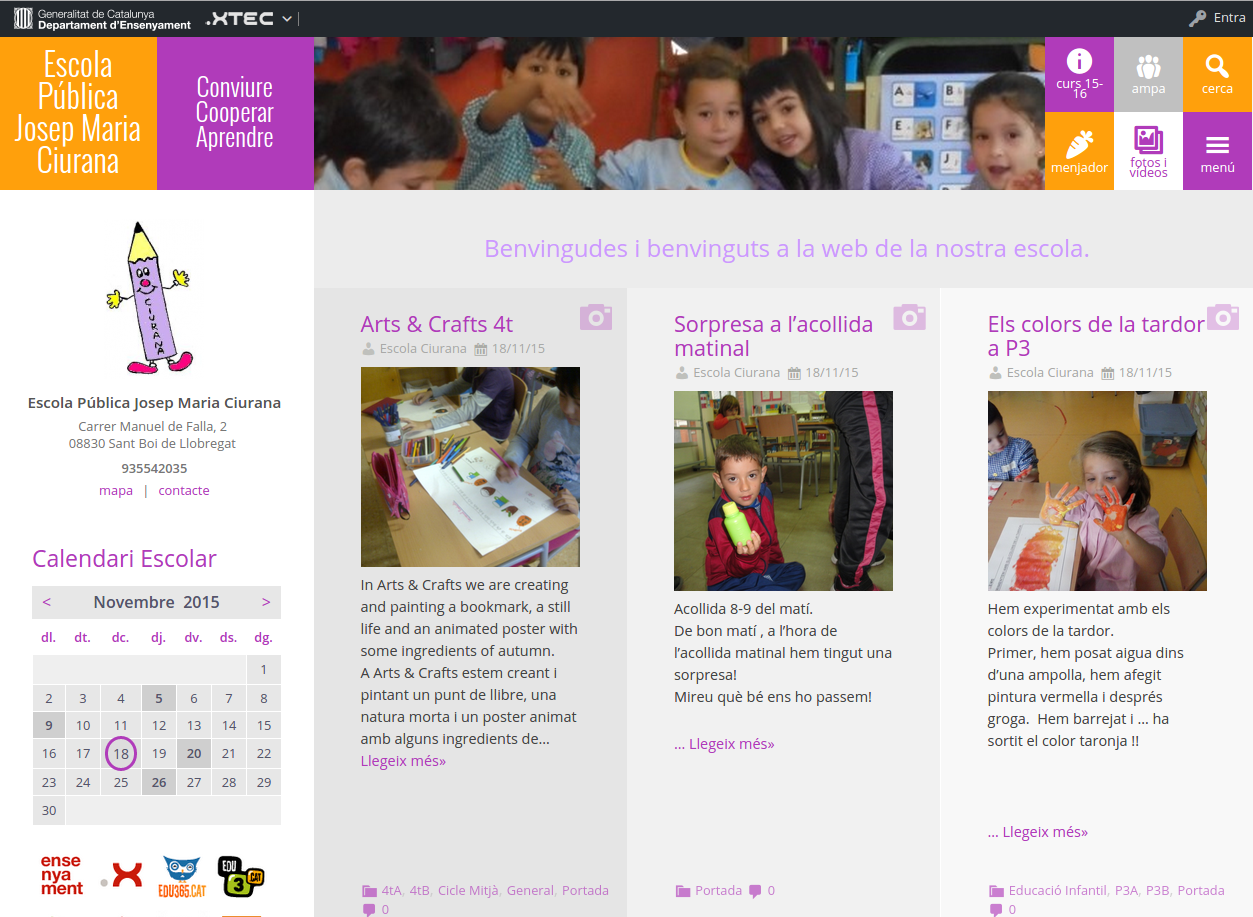 Generalitat de Catalunya
Departament d'Ensenyament
.XTEC
Entra
Escola
Pública
Josep Maria
Ciurana
Conviure
Cooperar
Aprendre
A
B
E
F
J
curs 15-
16
ampa
cerca
menjador
fotos i
vídeos
menú
CIURANA
Benvingudes i benvinguts a la web de la nostra escola.
Escola Pública Josep Maria Ciurana
Carrer Manuel de Falla, 2
08830 Sant Boi de Llobregat
935542035
mapa | contacte
Calendari Escolar
< Novembre 2015 >
dl. dt. dc. dj. dv. ds. dg.
1
2 3 4 5 6 7 8
9 10 11 12 13 14 15
16 17 18 19 20 21 22
23 24 25 26 27 28 29
30
ense
nya
ment
EDU365.CAT
EDU
3
.CAT
Arts & Crafts 4t
Escola Ciurana 18/11/15
In Arts & Crafts we are creating
and painting a bookmark, a still
life and an animated poster with
some ingredients of autumn.
A Arts & Crafts estem creant i
pintant un punt de llibre, una
natura morta i un poster animat
amb alguns ingredients de...
Llegeix més»
4tA, 4tB, Cicle Mitjà, General, Portada
0
Sorpresa a l'acollida
matinal
Escola Ciurana 18/11/15
Acollida 8-9 del matí.
De bon matí , a l'hora de
l'acollida matinal hem tingut una
sorpresa!
Mireu què bé ens ho passem!
... Llegeix més»
Portada 0
Els colors de la tardor
a P3
Escola Ciurana 18/11/15
Hem experimentat amb els
colors de la tardor.
Primer, hem posat aigua dins
d'una ampolla, hem afegit
pintura vermella i després
groga. Hem barrejat i ... ha
sortit el color taronja !!
... Llegeix més»
Educació Infantil, P3A, P3B, Portada
0